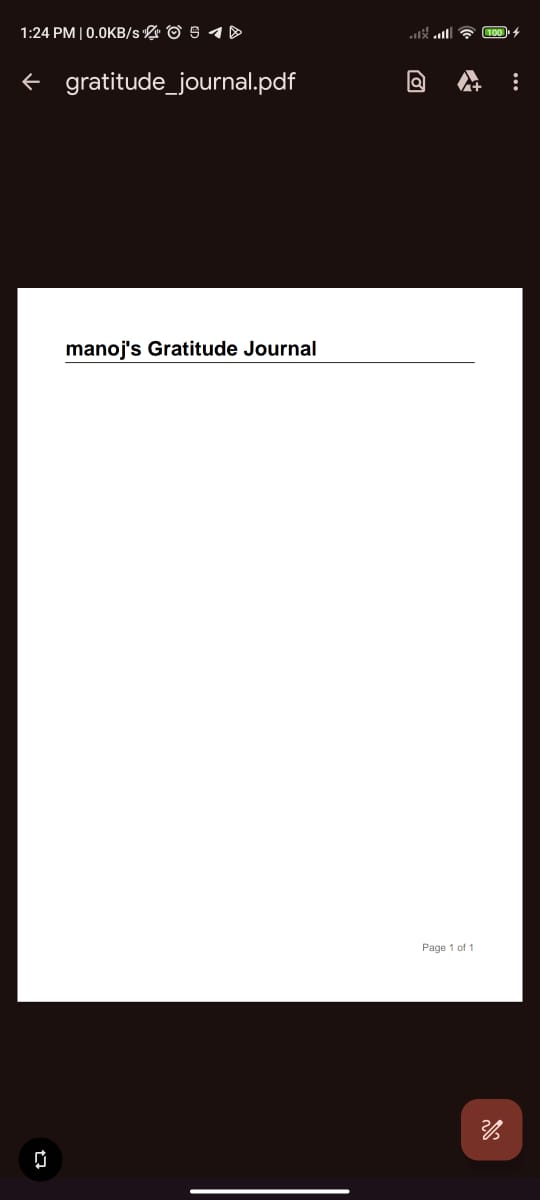 1:24 PM | 0.0KB/s
100
gratitude_journal.pdf
manoj's Gratitude Journal
Page 1 of 1